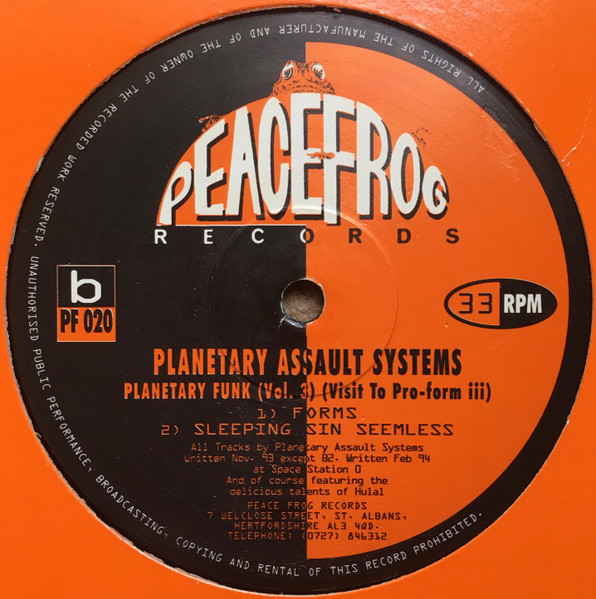 ALL RIGHTS OF THE MANUFACTURER AND OF THE OWNER OF THE RECORDED WORK RESERVED. UNAUTHORISED PUBLIC PERFORMANCE, BROADCASTING, COPYING AND RENTAL OF THIS RECORD PROHIBITED.
PEACEFROG
RECORDS
b
PF 020
33 RPM
PLANETARY ASSAULT SYSTEMS
PLANETARY FUNK (Vol. 3) (Visit To Pro-form iii)
1) FORMS
2) SLEEPING SIN SEEMLESS
All Tracks by Planetary Assault Systems
Written Nov. 93 except B2. Written Feb 94
at Space Station 0
And of course featuring the
delicious talents of Hulal
PEACE FROG RECORDS
7 WELCLOSE STREET, ST. ALBANS,
HERTFORDSHIRE AL3 4QD.
TELEPHONE: (0727) 846312